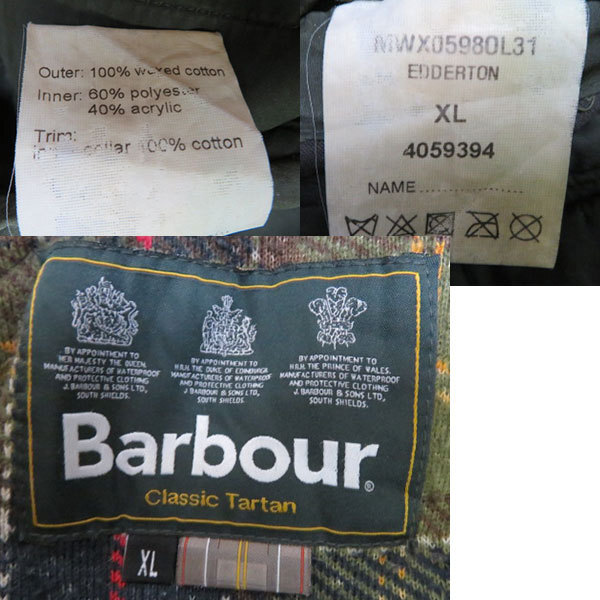 Outer: 100% waxed cotton
Inner: 60% polyester
40% acrylic
Trim:
collar 100% cotton
MWX0598OL31
EDDERTON
XL
4059394
NAME
BY APPOINTMENT TO
HER MAJESTY THE QUEEN.
MANUFACTURERS OF WATERPROOF
AND PROTECTIVE CLOTHING
J. BARBOUR & SONS LTD,
SOUTH SHIELDS.
BY APPOINTMENT TO
H.R.H. THE DUKE OF EDINBURGH
MANUFACTURERS OF WATERPROOF
AND PROTECTIVE CLOTHING
J. BARBOUR & SONS LTD,
SOUTH SHIELDS.
BY APPOINTMENT TO
H.R.H. THE PRINCE OF WALES.
MANUFACTURERS OF WATERPROOF
AND PROTECTIVE CLOTHING
J. BARBOUR & SONS LTD,
SOUTH SHIELDS.
Barbour®
Classic Tartan
XL